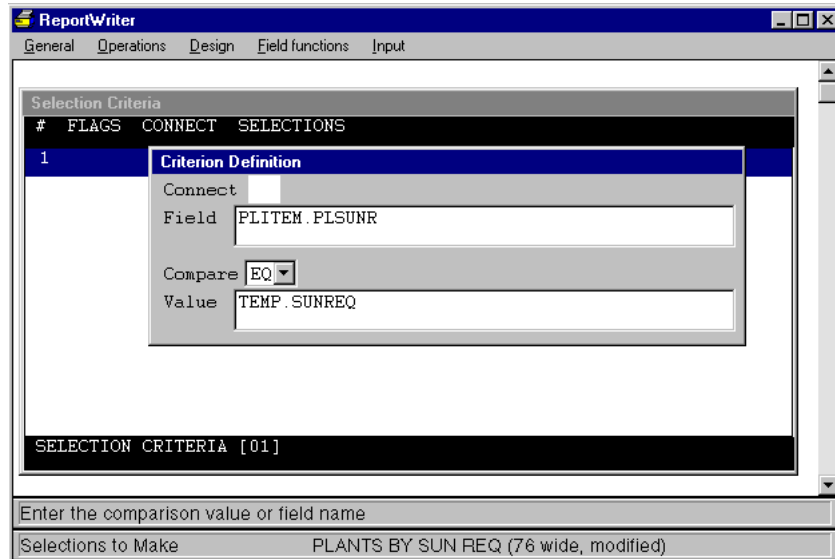 ReportWriter
General Operations Design Field functions Input
Selection Criteria
# FLAGS CONNECT SELECTIONS
1
Criterion Definition
Connect
Field PLITEM.PLSUNR
Compare EQ
Value TEMP.SUNREQ
SELECTION CRITERIA [01]
Enter the comparison value or field name
Selections to Make PLANTS BY SUN REQ (76 wide, modified)